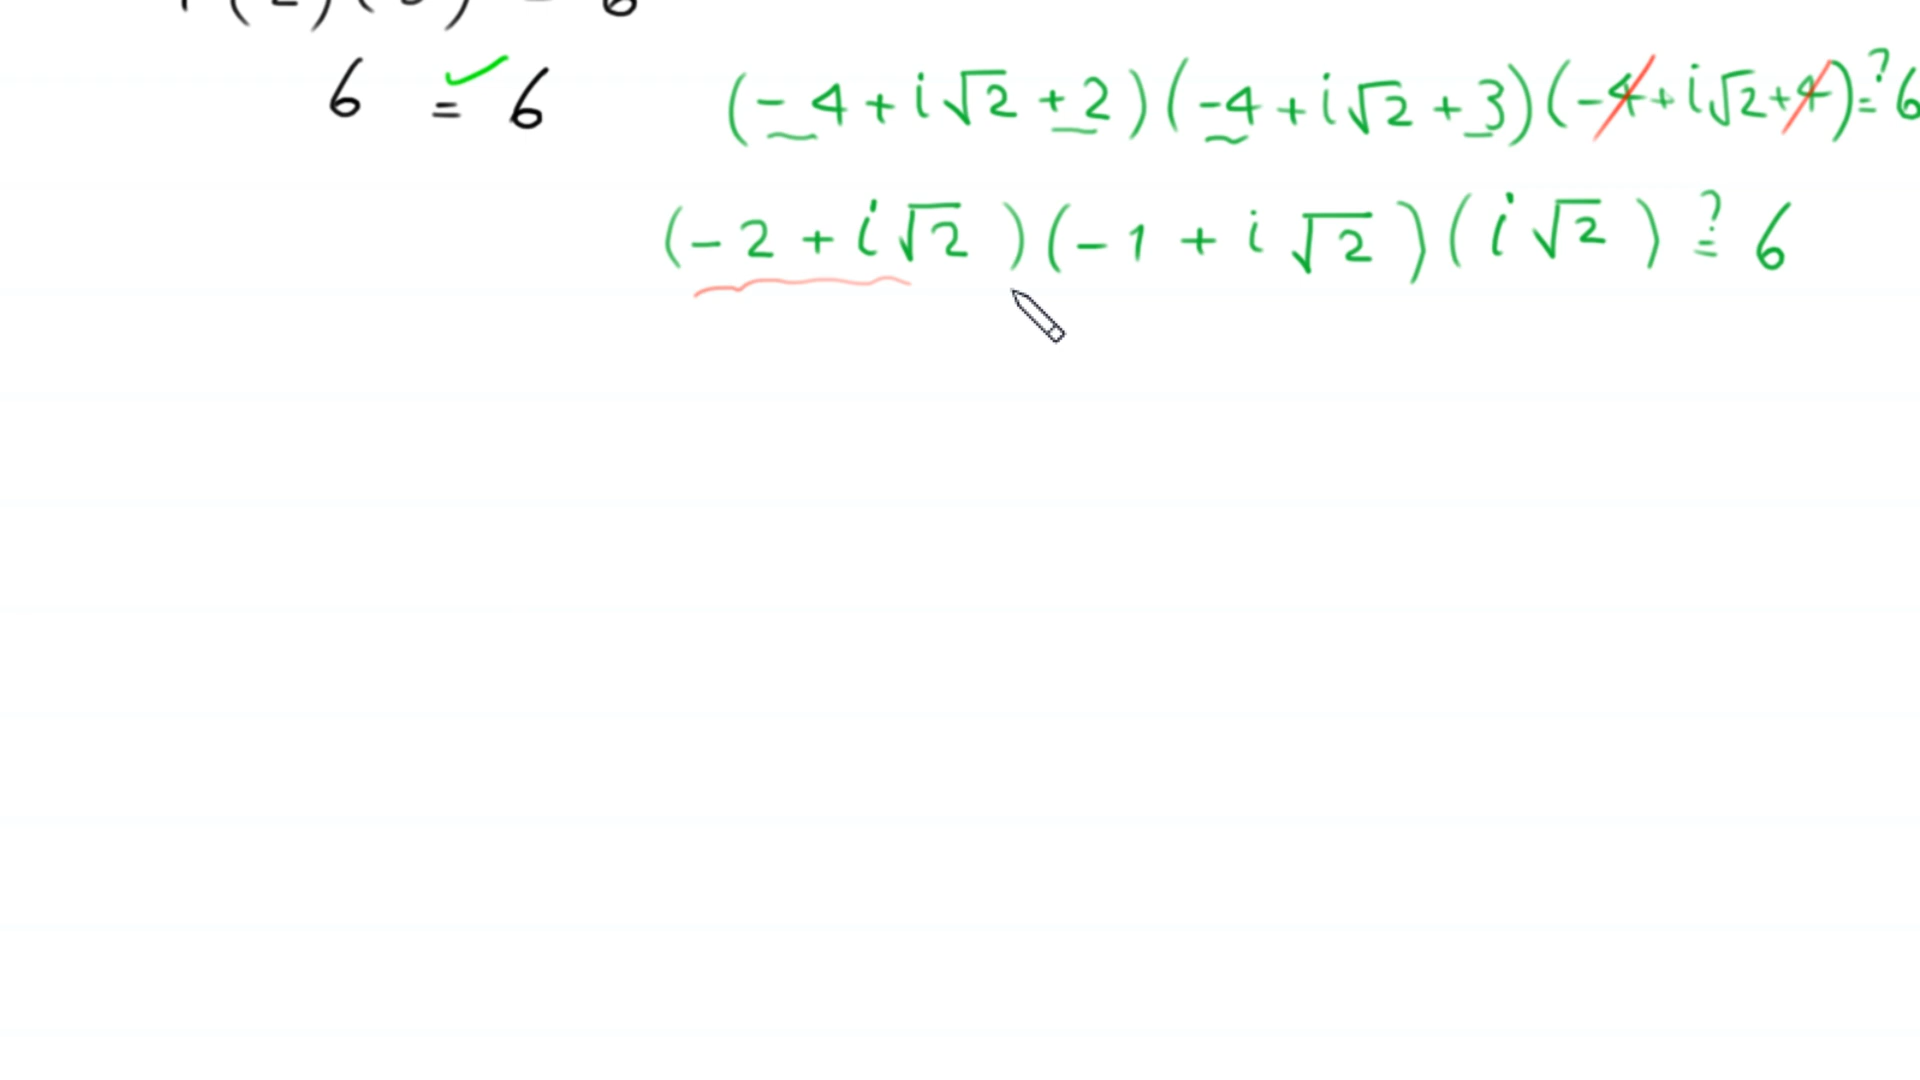 6 = 6
(-4+i√2+2)(-4+i√2+3)(-4+i√2+4)≟6
(-2+i√2)(-1+i√2)(i√2)≟6